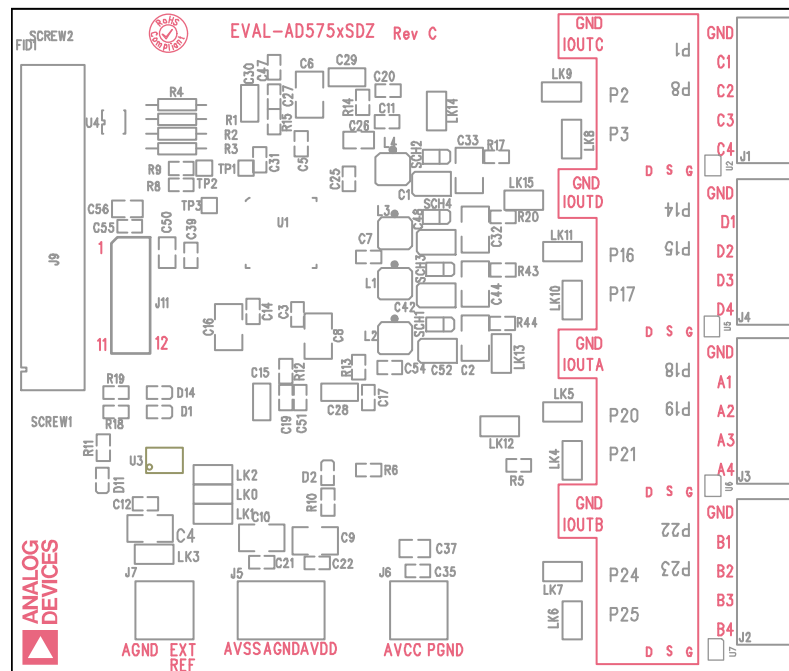 SCREW2
RoHS Compliant
EVAL-AD575xSDZ Rev C
FID1
GND
IOUTC
P1
GND
C1
C2
C3
C4
J1
U2
P8
LK9
P2
P3
LK8
D S G
C47
C30
C6
C29
C20
C27
R14
C11
R15
LK14
R4
R1
R2
R3
U4
C26
C5
L4
SCH2
C33
R17
R9
R8
TP1
TP2
TP3
C31
C25
C1
LK15
GND
IOUTD
P14
P15
GND
D1
D2
D3
D4
J4
U5
C56
C55
C50
C39
U1
L3
SCH4
C48
C32
R20
LK11
P16
P17
LK10
D S G
J9
1
J11
11
12
C7
L1
SCH3
R43
C44
C42
C16
C14
C3
C8
L2
SCH1
R44
C52
C2
LK13
GND
IOUTA
P18
P19
GND
A1
A2
A3
A4
J3
U6
C15
R12
R13
C54
R19
D14
R18
D1
C19
C51
C28
C17
LK5
P20
P21
LK4
LK12
D S G
SCREW1
R11
U3
D11
LK2
LK0
LK1
D2
R6
R10
R5
GND
IOUTB
P22
P23
GND
B1
B2
B3
B4
J2
U7
C12
C4
LK3
C10
C9
C21
C22
C37
C35
LK7
P24
P25
LK6
D S G
ANALOG
DEVICES
J7
J5
J6
AGND
EXT
REF
AVSS AGND AVDD
AVCC PGND